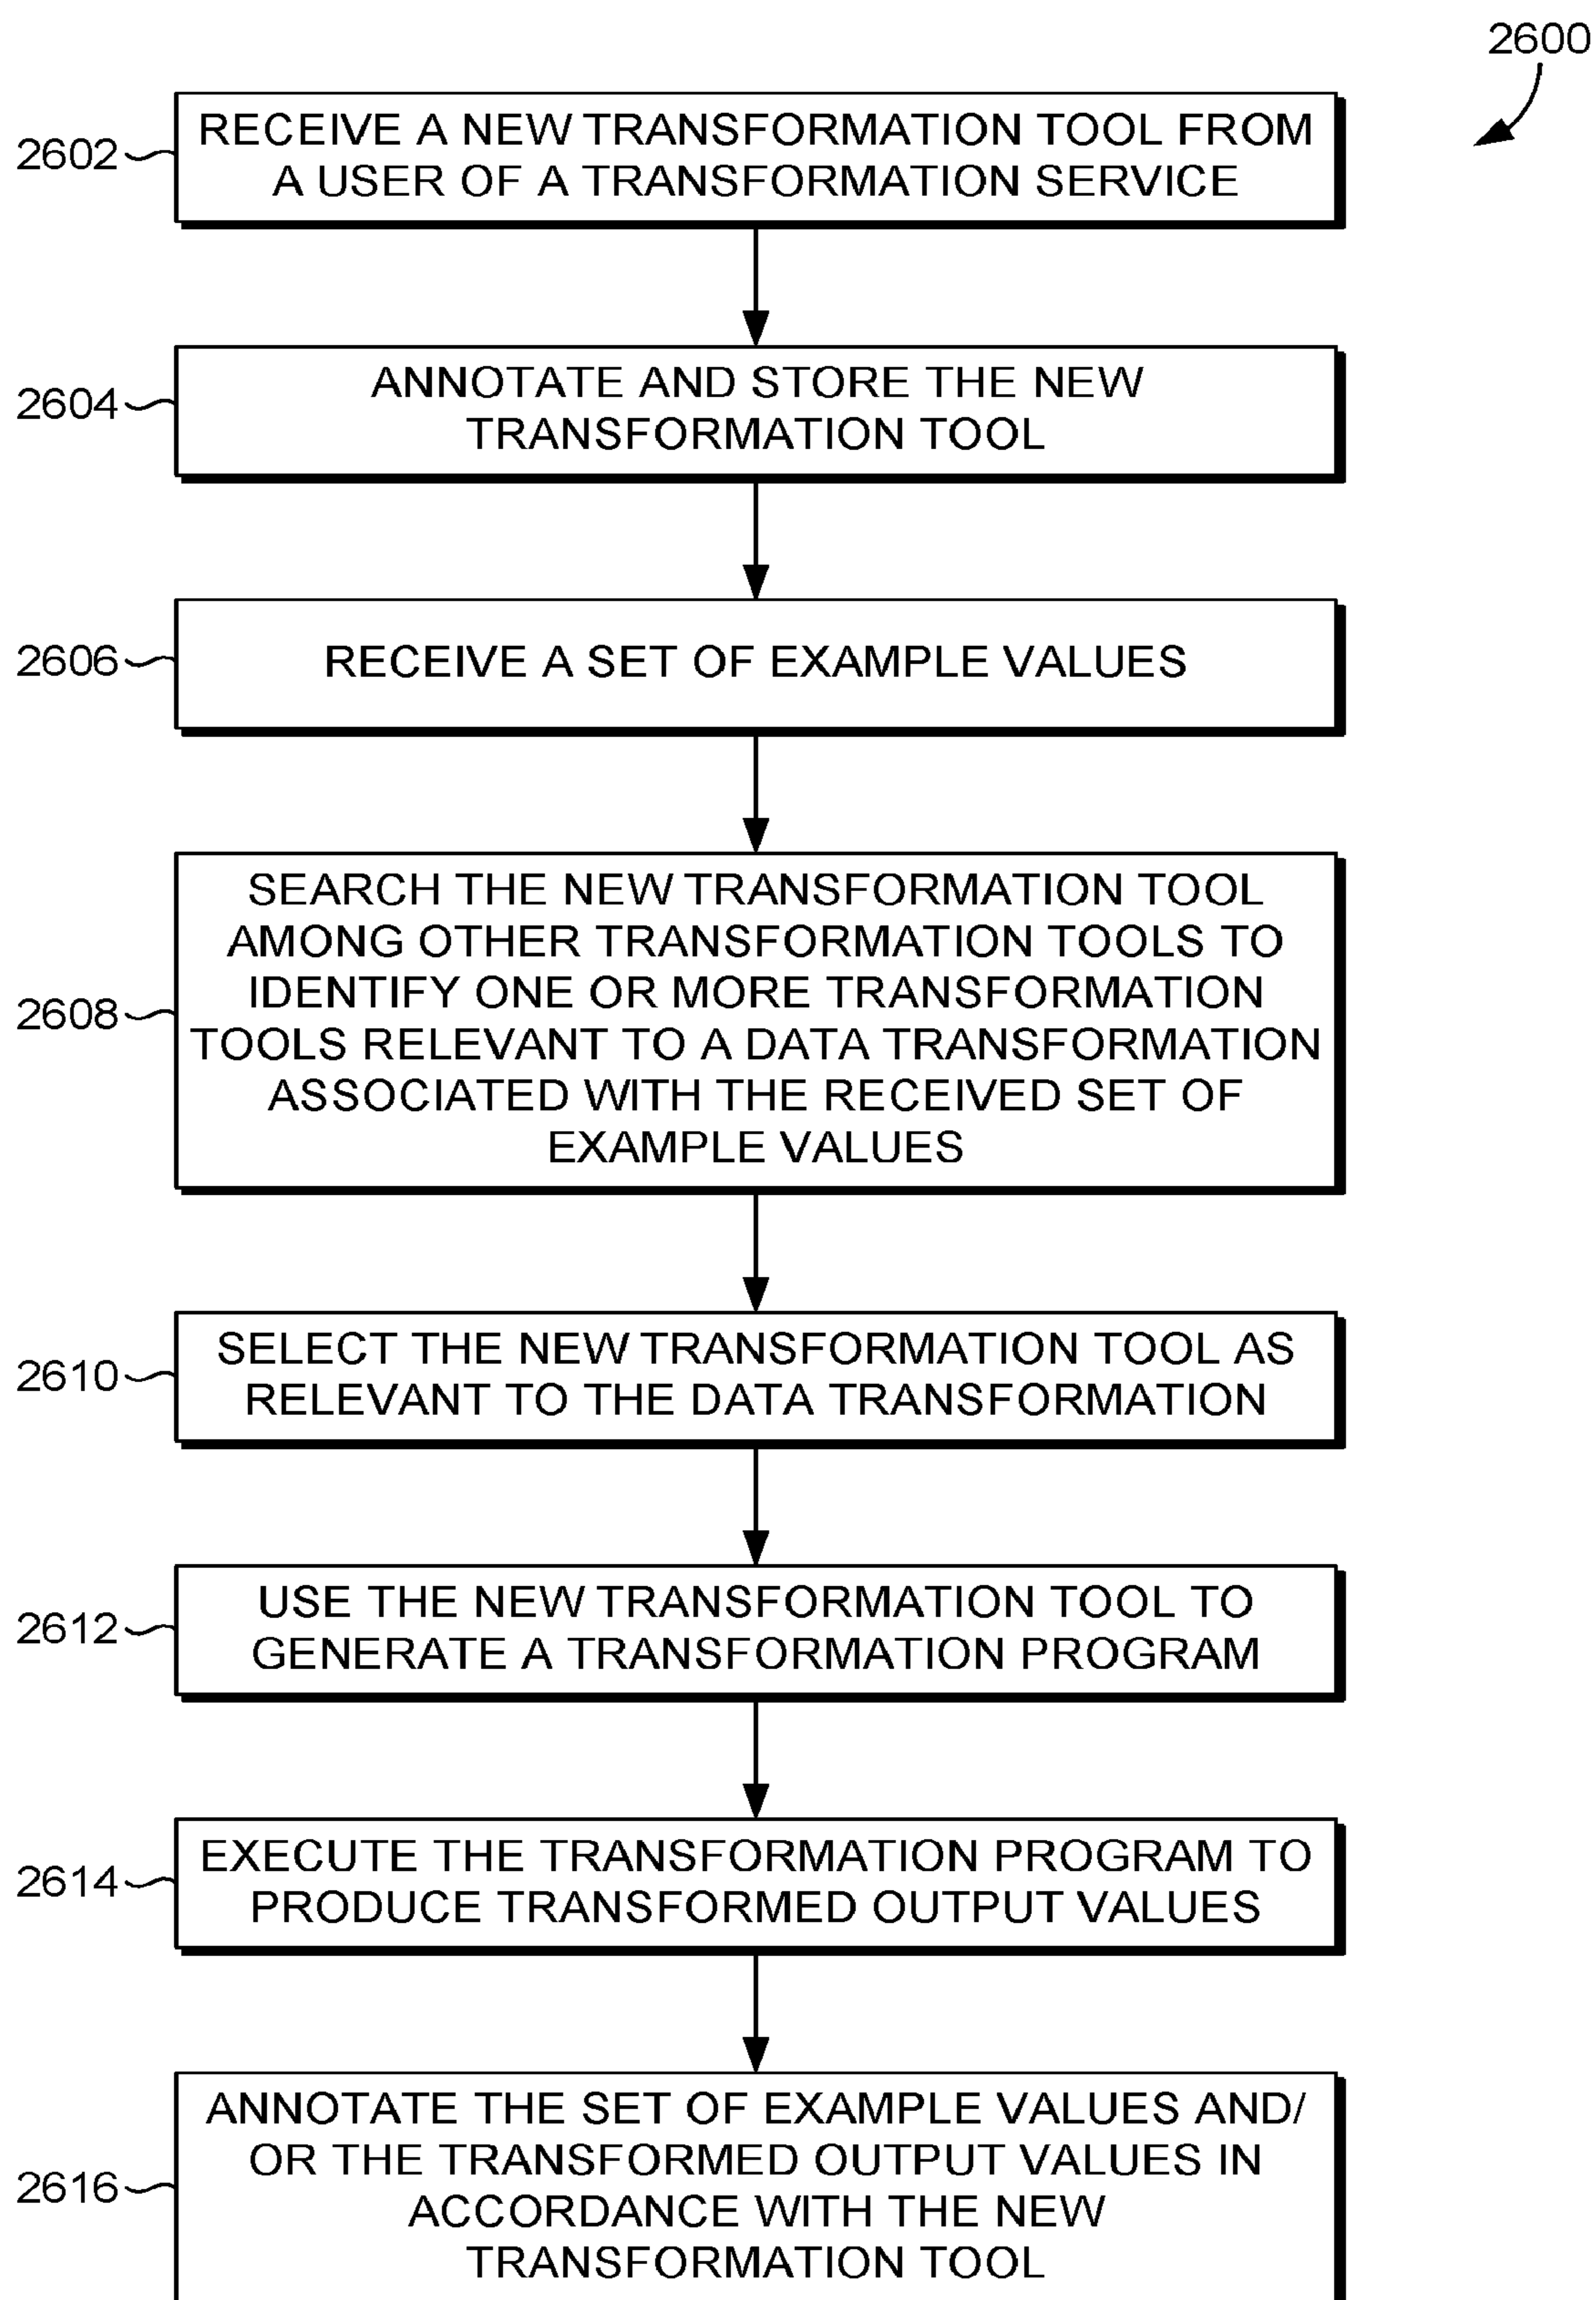 2600
2602
RECEIVE A NEW TRANSFORMATION TOOL FROM
A USER OF A TRANSFORMATION SERVICE
2604
ANNOTATE AND STORE THE NEW
TRANSFORMATION TOOL
2606
RECEIVE A SET OF EXAMPLE VALUES
2608
SEARCH THE NEW TRANSFORMATION TOOL
AMONG OTHER TRANSFORMATION TOOLS TO
IDENTIFY ONE OR MORE TRANSFORMATION
TOOLS RELEVANT TO A DATA TRANSFORMATION
ASSOCIATED WITH THE RECEIVED SET OF
EXAMPLE VALUES
2610
SELECT THE NEW TRANSFORMATION TOOL AS
RELEVANT TO THE DATA TRANSFORMATION
2612
USE THE NEW TRANSFORMATION TOOL TO
GENERATE A TRANSFORMATION PROGRAM
2614
EXECUTE THE TRANSFORMATION PROGRAM TO
PRODUCE TRANSFORMED OUTPUT VALUES
2616
ANNOTATE THE SET OF EXAMPLE VALUES AND/
OR THE TRANSFORMED OUTPUT VALUES IN
ACCORDANCE WITH THE NEW
TRANSFORMATION TOOL